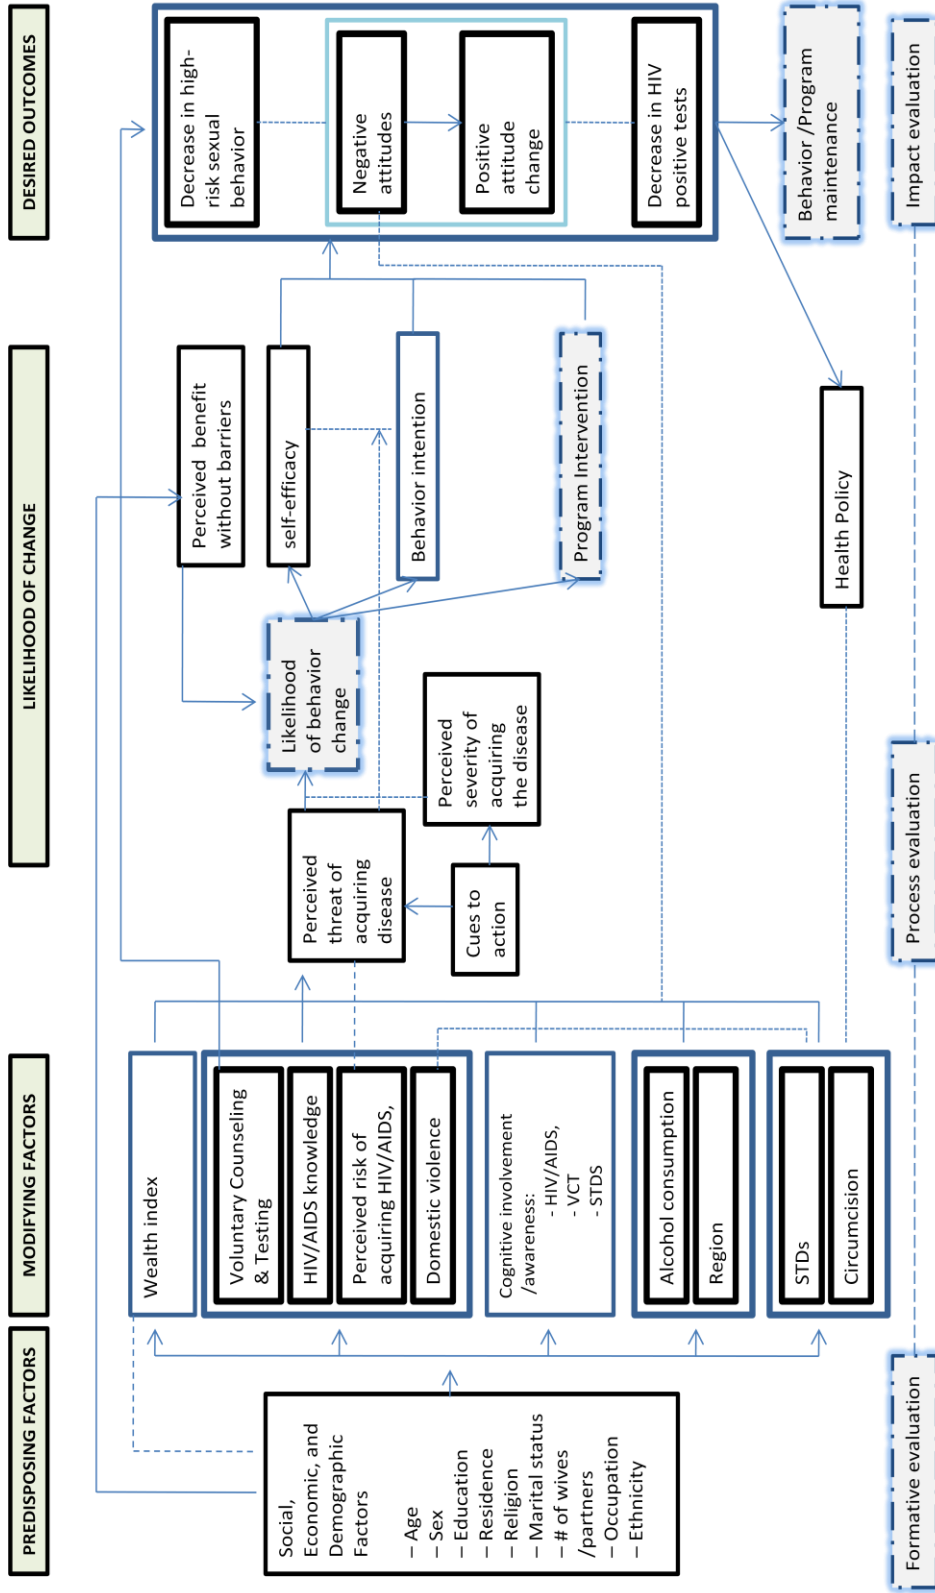 PREDISPOSING FACTORS
MODIFYING FACTORS
LIKELIHOOD OF CHANGE
DESIRED OUTCOMES
Social,
Economic, and
Demographic
Factors
– Age
– Sex
– Education
– Residence
– Religion
– Marital status
– # of wives
/partners
– Occupation
– Ethnicity
Wealth index
Voluntary Counseling
& Testing
HIV/AIDS knowledge
Perceived risk of
acquiring HIV/AIDS,
Domestic violence
Cognitive involvement
/awareness:
- HIV/AIDS,
- VCT
- STDS
Alcohol consumption
Region
STDs
Circumcision
Perceived
threat of
acquiring
disease
Cues to
action
Perceived
severity of
acquiring
the disease
Likelihood
of behavior
change
Perceived benefit
without barriers
self-efficacy
Behavior intention
Program Intervention
Health Policy
Decrease in high-
risk sexual
behavior
Negative
attitudes
Positive
attitude
change
Decrease in HIV
positive tests
Behavior /Program
maintenance
Formative evaluation
Process evaluation
Impact evaluation